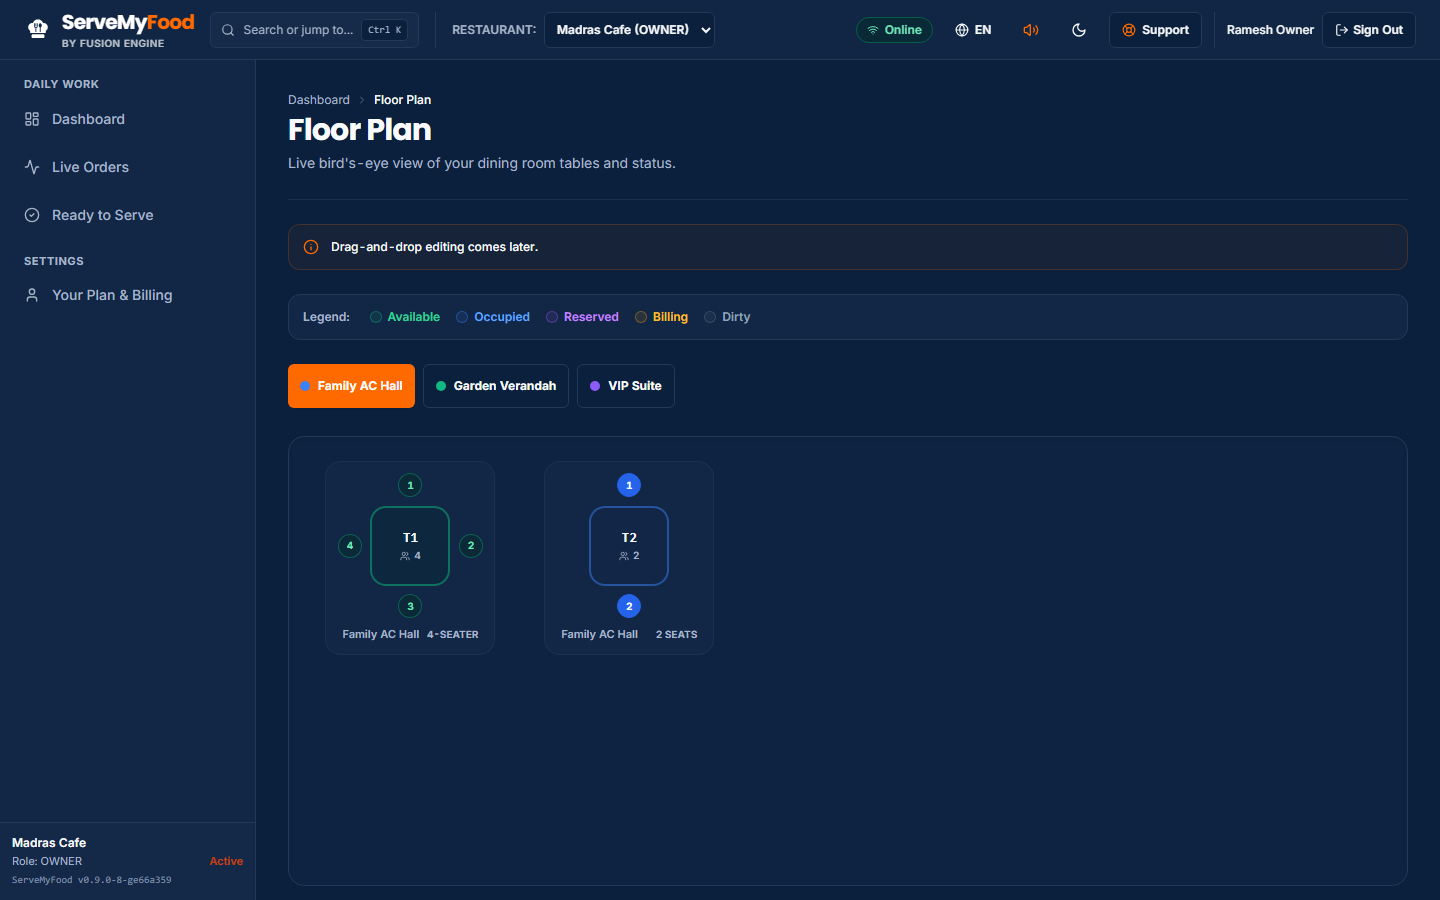 ServeMyFood
BY FUSION ENGINE
Search or jump to... Ctrl K
RESTAURANT: Madras Cafe (OWNER)
Online
EN
Support
Ramesh Owner
Sign Out
DAILY WORK
Dashboard
Live Orders
Ready to Serve
SETTINGS
Your Plan & Billing
Madras Cafe
Role: OWNER Active
ServeMyFood v0.9.0-8-ge66a359
Dashboard Floor Plan
Floor Plan
Live bird's-eye view of your dining room tables and status.
Drag-and-drop editing comes later.
Legend: Available Occupied Reserved Billing Dirty
Family AC Hall Garden Verandah VIP Suite
1
T1
4 4 2
3
Family AC Hall 4-SEATER
1
T2
2
2
Family AC Hall 2 SEATS